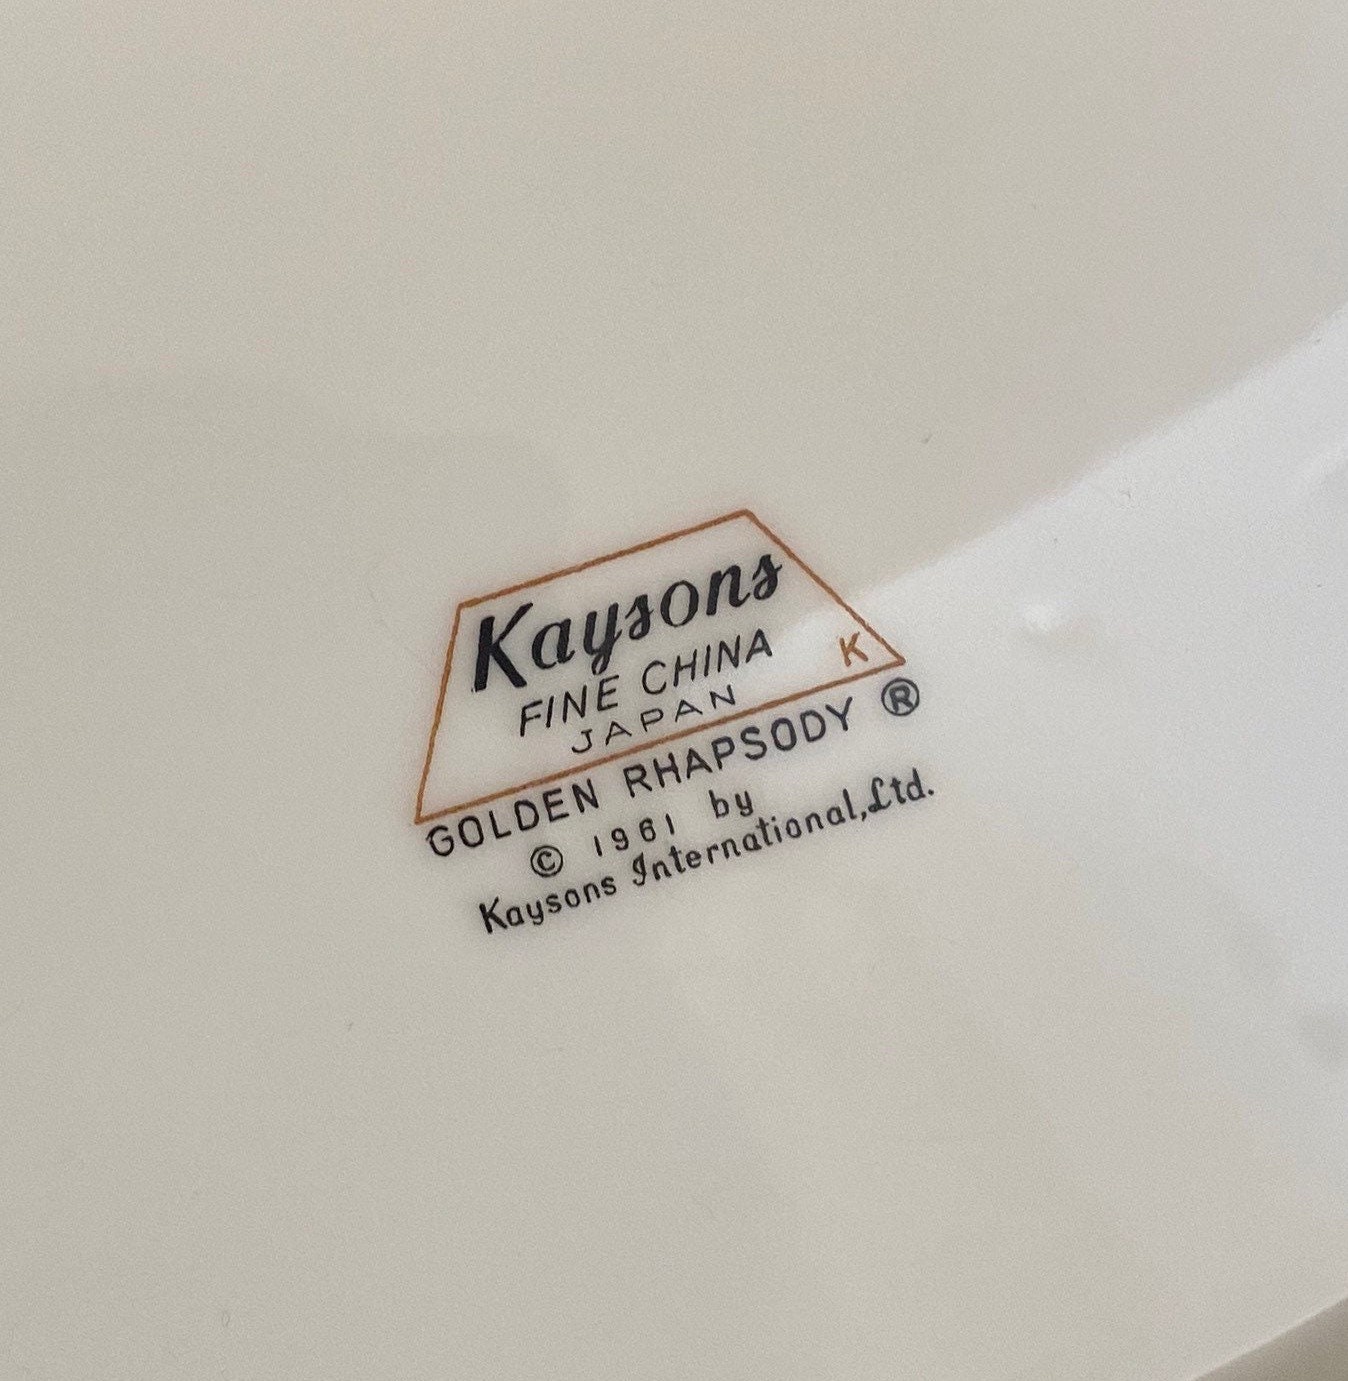 Kaysons
FINE CHINA
JAPAN
K
GOLDEN RHAPSODY ®
© 1961 by
Kaysons International, Ltd.